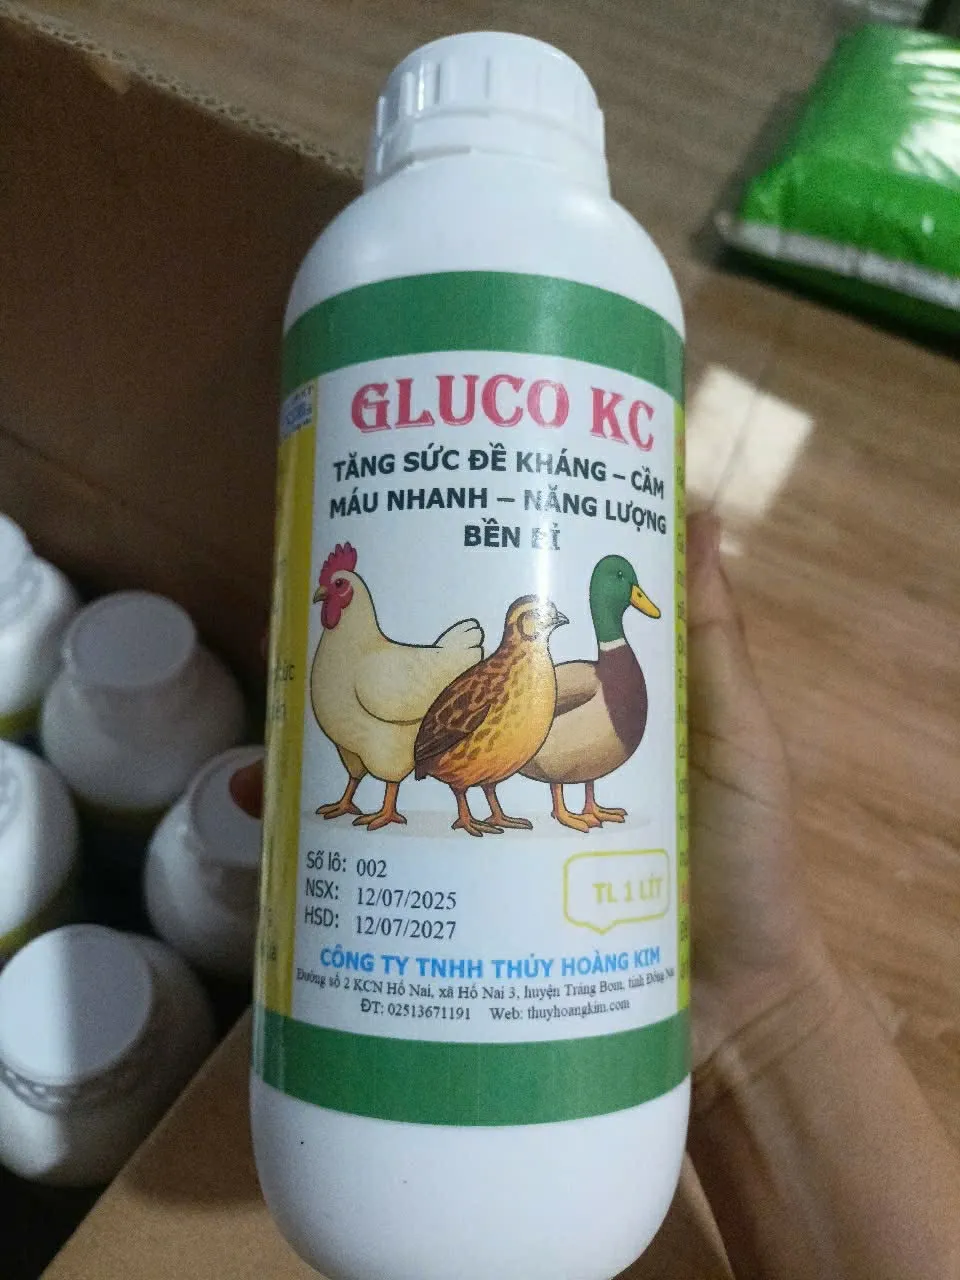 GLUCO KC
TĂNG SỨC ĐỀ KHÁNG – CẦM
MÁU NHANH – NĂNG LƯỢNG
BỀN BỈ
Số lô: 002
NSX: 12/07/2025
HSD: 12/07/2027
TL 1 LÍT
CÔNG TY TNHH THỦY HOÀNG KIM
Đường số 2 KCN Hố Nai, xã Hố Nai 3, huyện Trảng Bom, tỉnh Đồng
ĐT: 02513671191 Web: thuyhoangkim.com